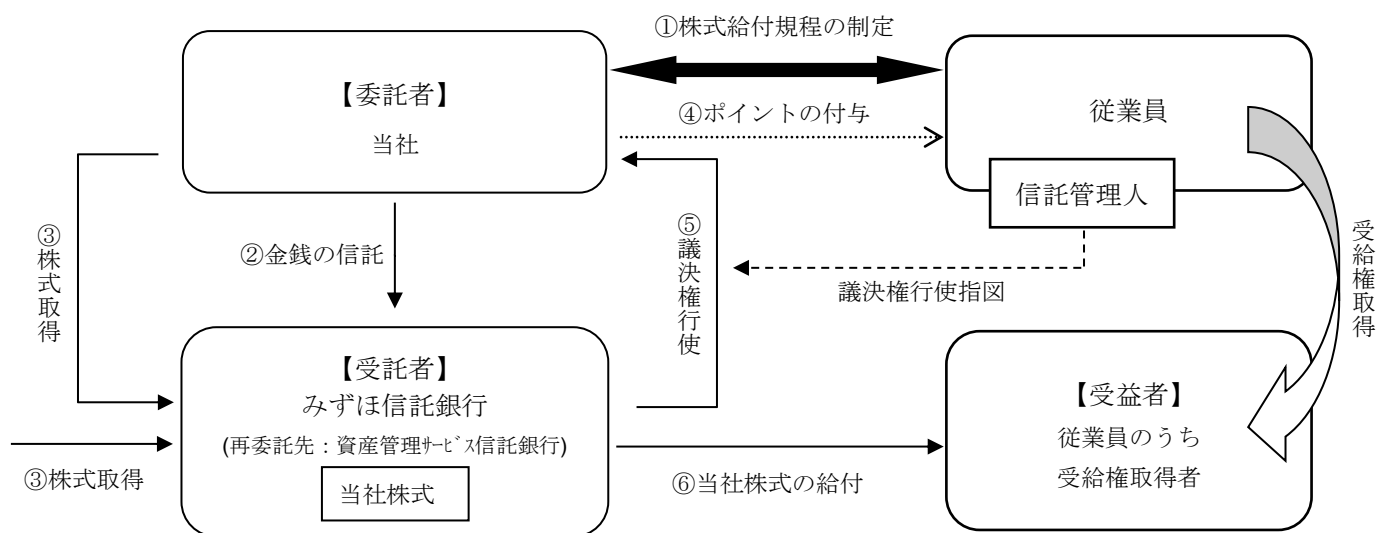 ①株式給付規程の制定
【委託者】
当社
④ポイントの付与
従業員
信託管理人
③株式取得
②金銭の信託
⑤議決権行使
議決権行使指図
受給権取得
【受託者】
みずほ信託銀行
(再委託先：資産管理ｻｰﾋﾞｽ信託銀行)
当社株式
③株式取得
⑥当社株式の給付
【受益者】
従業員のうち
受給権取得者